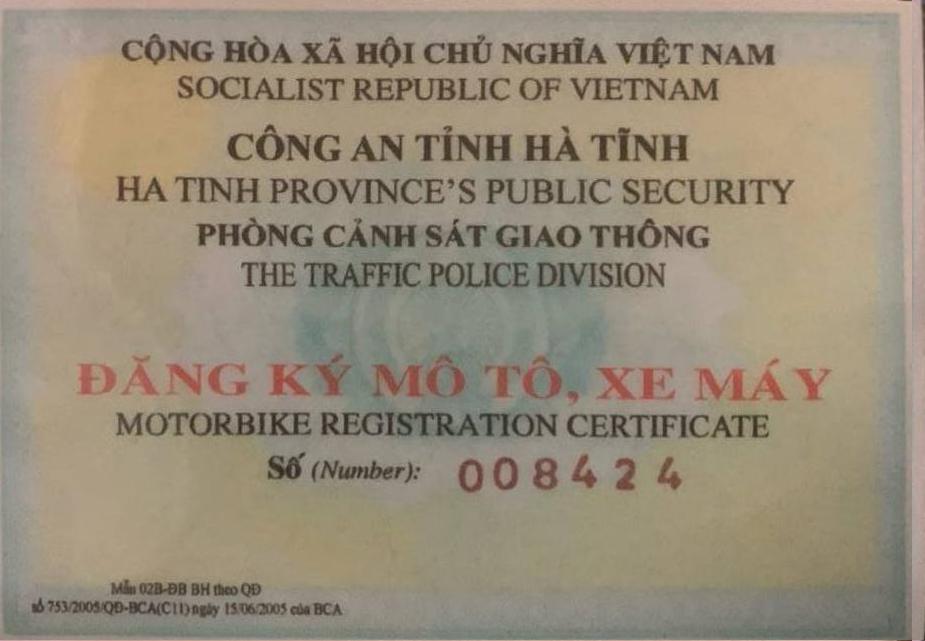 CỘNG HÒA XÃ HỘI CHỦ NGHĨA VIỆT NAM
SOCIALIST REPUBLIC OF VIETNAM
CÔNG AN TỈNH HÀ TĨNH
HA TINH PROVINCE'S PUBLIC SECURITY
PHÒNG CẢNH SÁT GIAO THÔNG
THE TRAFFIC POLICE DIVISION
ĐĂNG KÝ MÔ TÔ, XE MÁY
MOTORBIKE REGISTRATION CERTIFICATE
Số (Number): 008424
Mẫu 02B-ĐB BH theo QĐ
số 753/2005/QĐ-BCA(C11) ngày 15/06/2005 của BCA